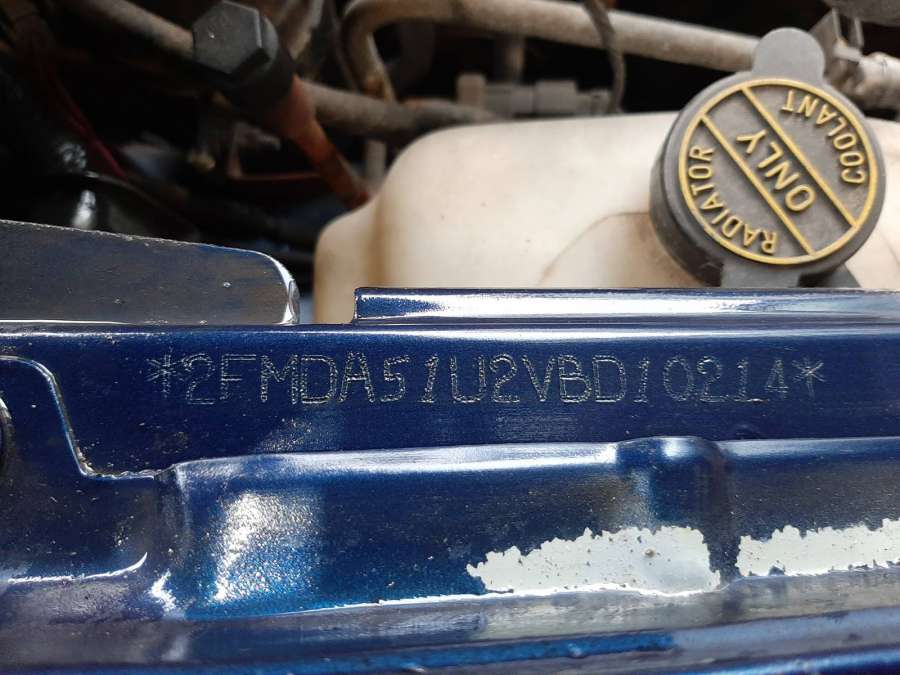 RADIATOR
ONLY
COOLANT
*2FMDA51U2VBD10214*